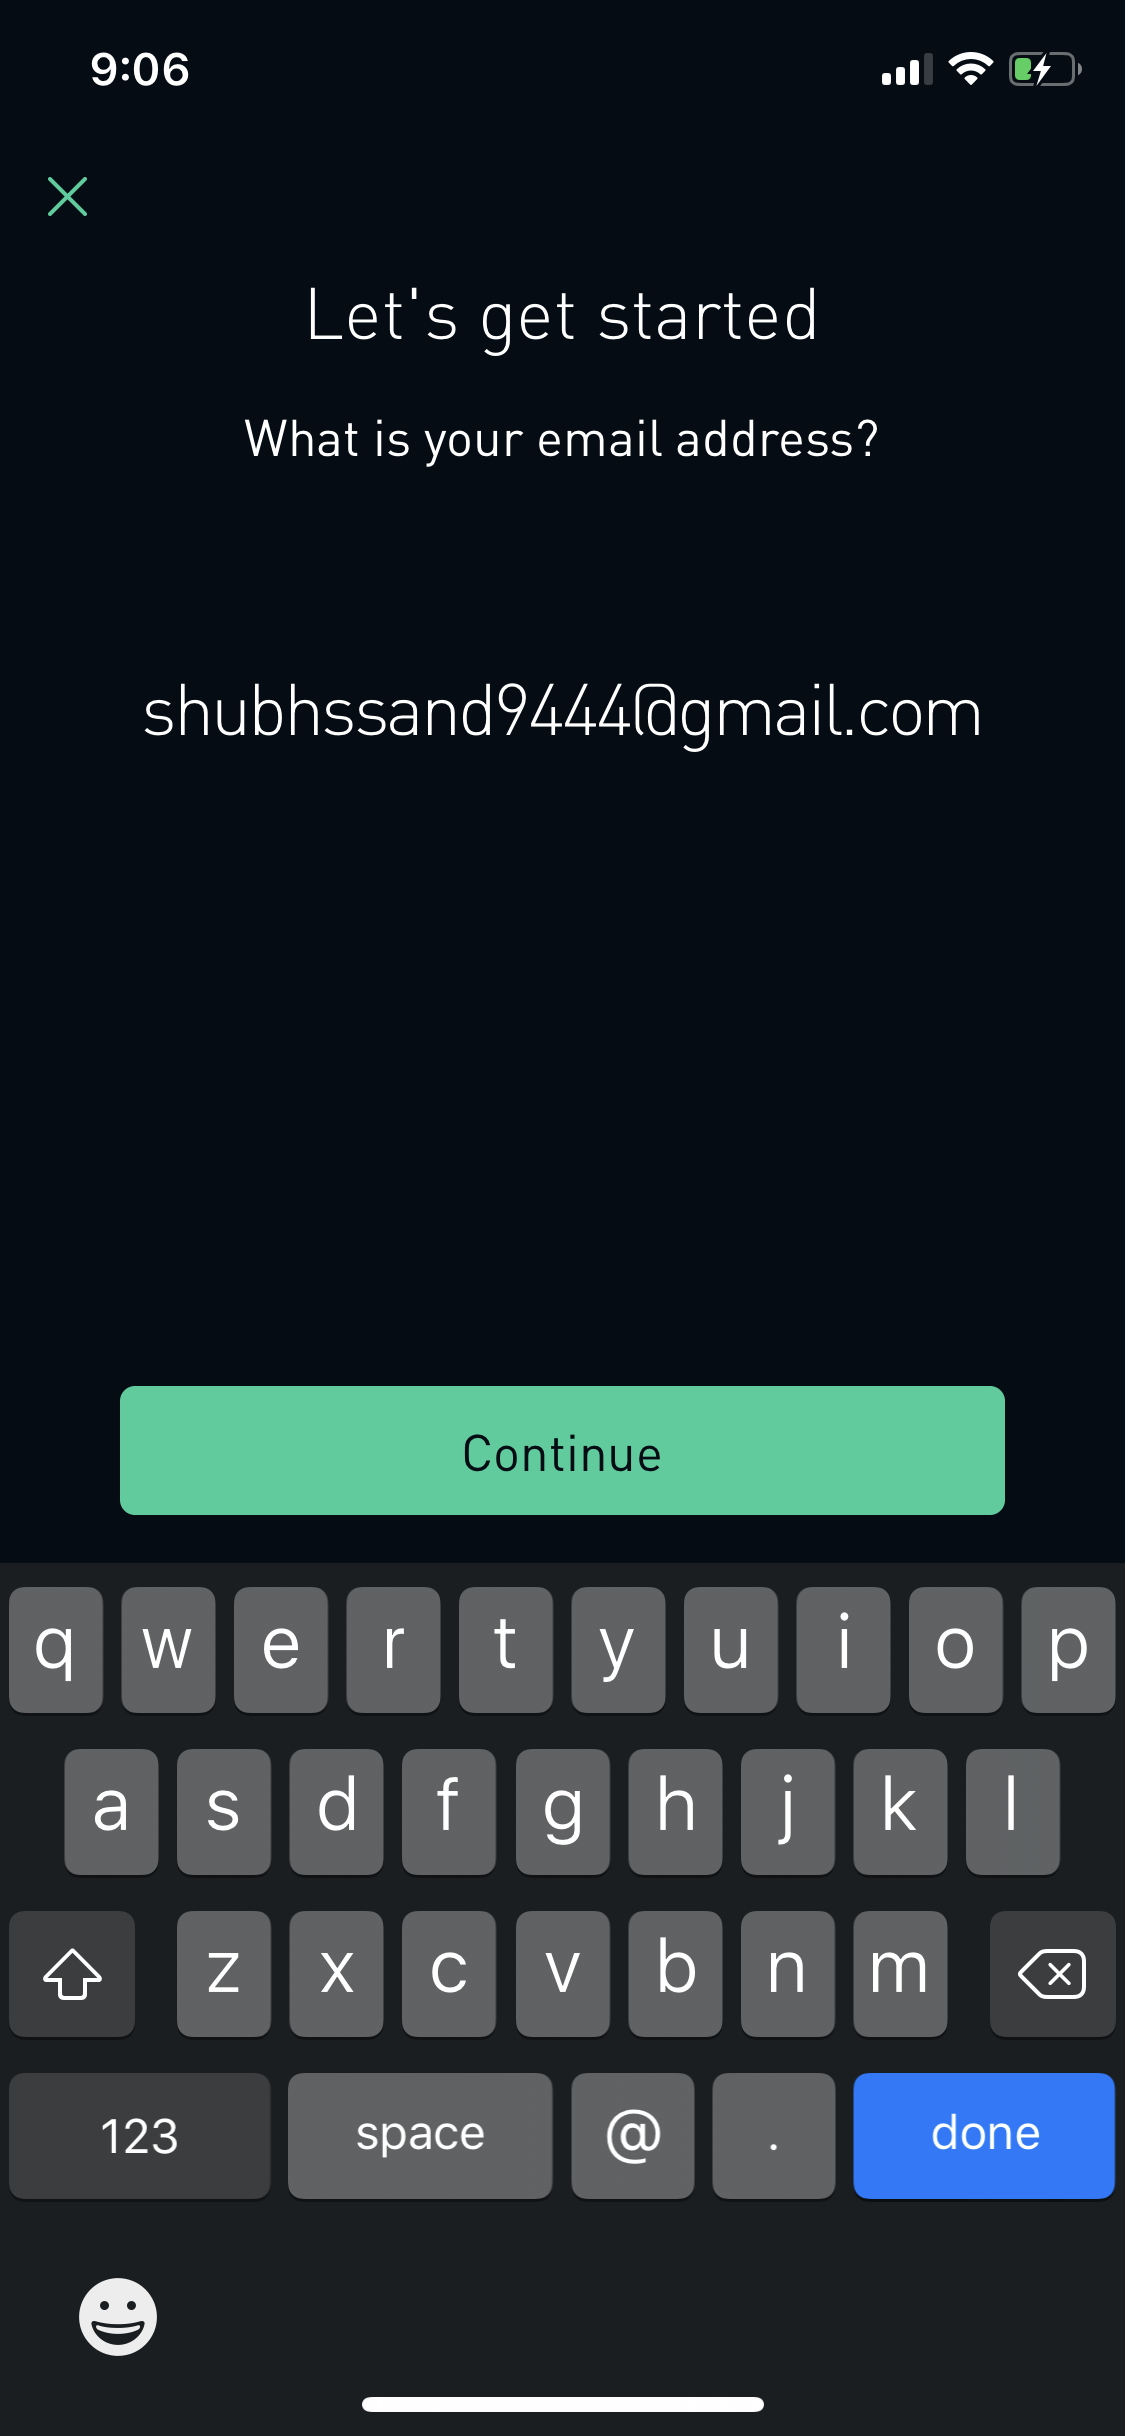 9:06
Let's get started
What is your email address?
shubhssand9444@gmail.com
Continue
q w e r t y u i o p
a s d f g h j k l
z x c v b n m
123 space @ . done